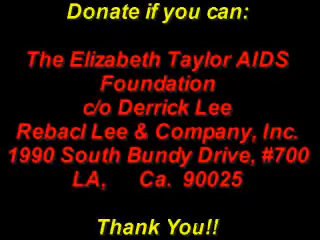 Donate if you can:
The Elizabeth Taylor AIDS
Foundation
c/o Derrick Lee
Rebacl Lee & Company, Inc.
1990 South Bundy Drive, #700
LA, Ca. 90025
Thank You!!